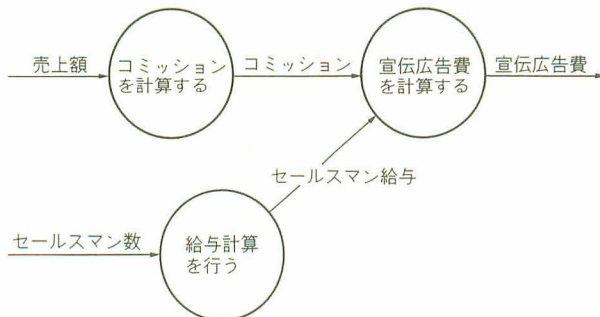 売上額
コミッション
を計算する
コミッション
宣伝広告費
を計算する
宣伝広告費
セールスマン給与
セールスマン数
給与計算
を行う